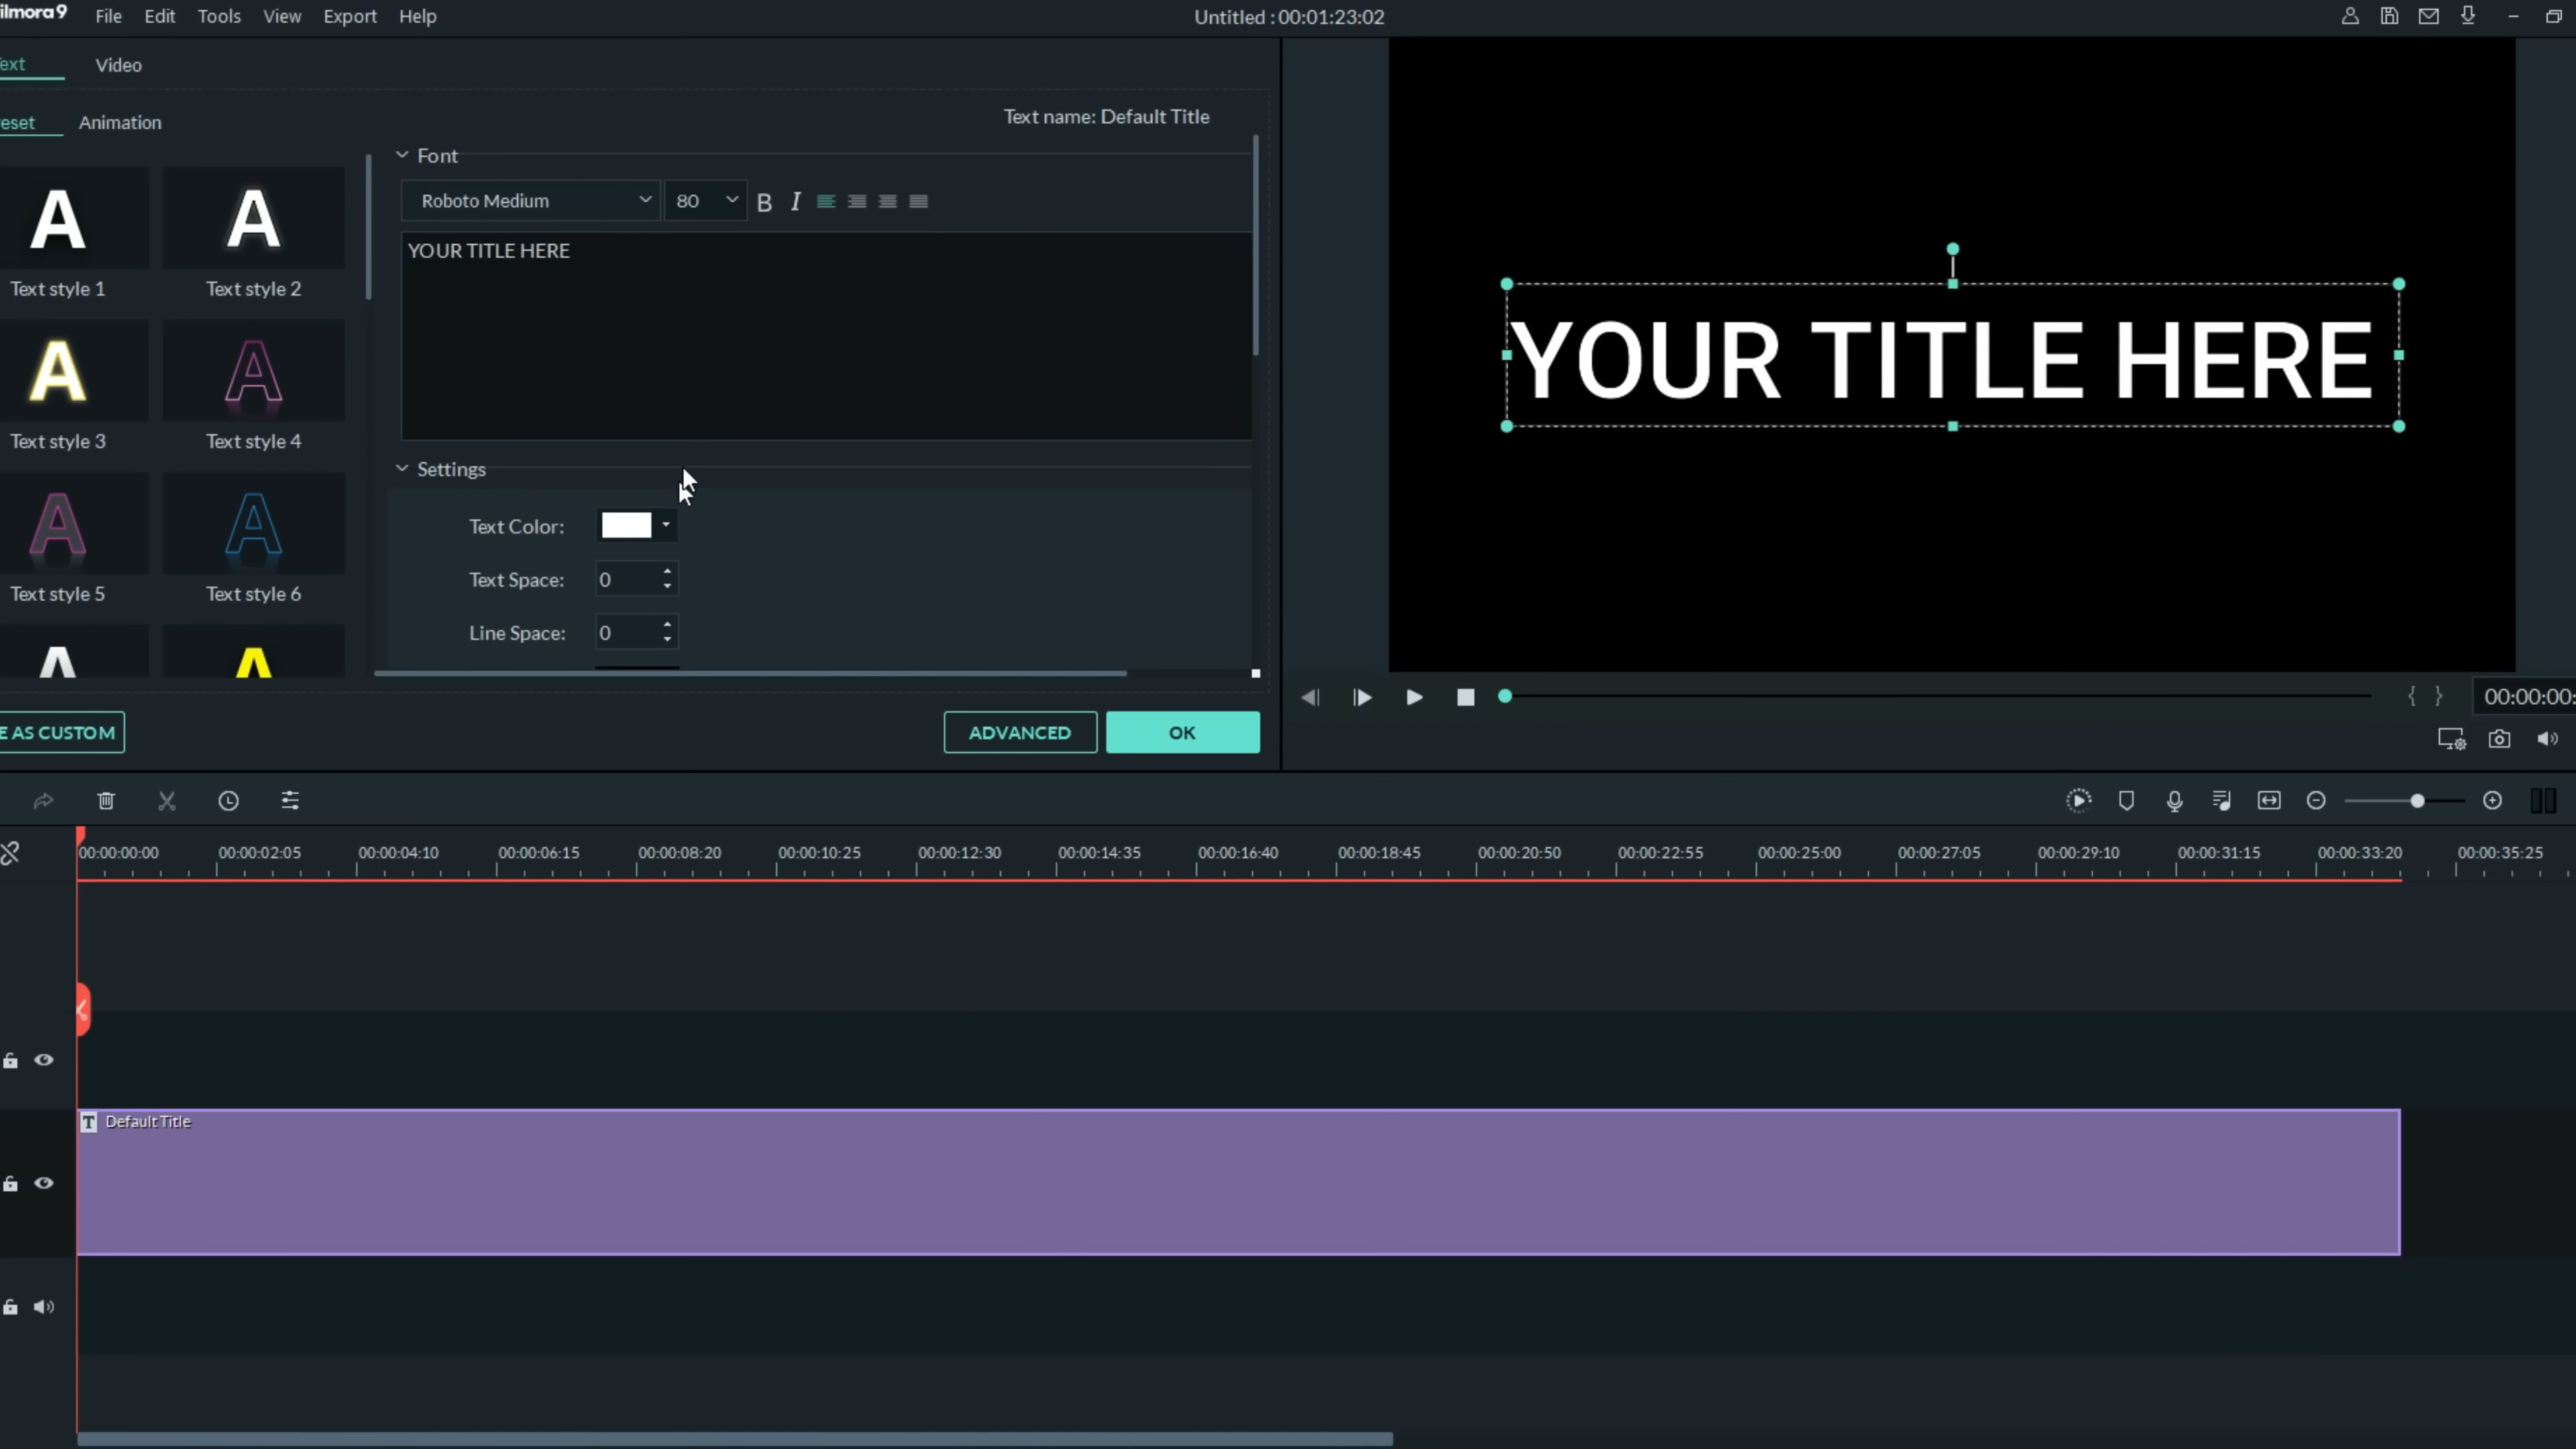 ilmora9 File Edit Tools View Export Help Untitled : 00:01:23:02
ext Video
eset Animation
Text name: Default Title
Font
Roboto Medium 80 B I
YOUR TITLE HERE
A A
Text style 1 Text style 2
A A
Text style 3 Text style 4
A A
Text style 5 Text style 6
A A
Settings
Text Color:
Text Space: 0
Line Space: 0
YOUR TITLE HERE
{ } 00:00:00:
E AS CUSTOM ADVANCED OK
00:00:00:00 00:00:02:05 00:00:04:10 00:00:06:15 00:00:08:20 00:00:10:25 00:00:12:30 00:00:14:35 00:00:16:40 00:00:18:45 00:00:20:50 00:00:22:55 00:00:25:00 00:00:27:05 00:00:29:10 00:00:31:15 00:00:33:20 00:00:35:25
T Default Title